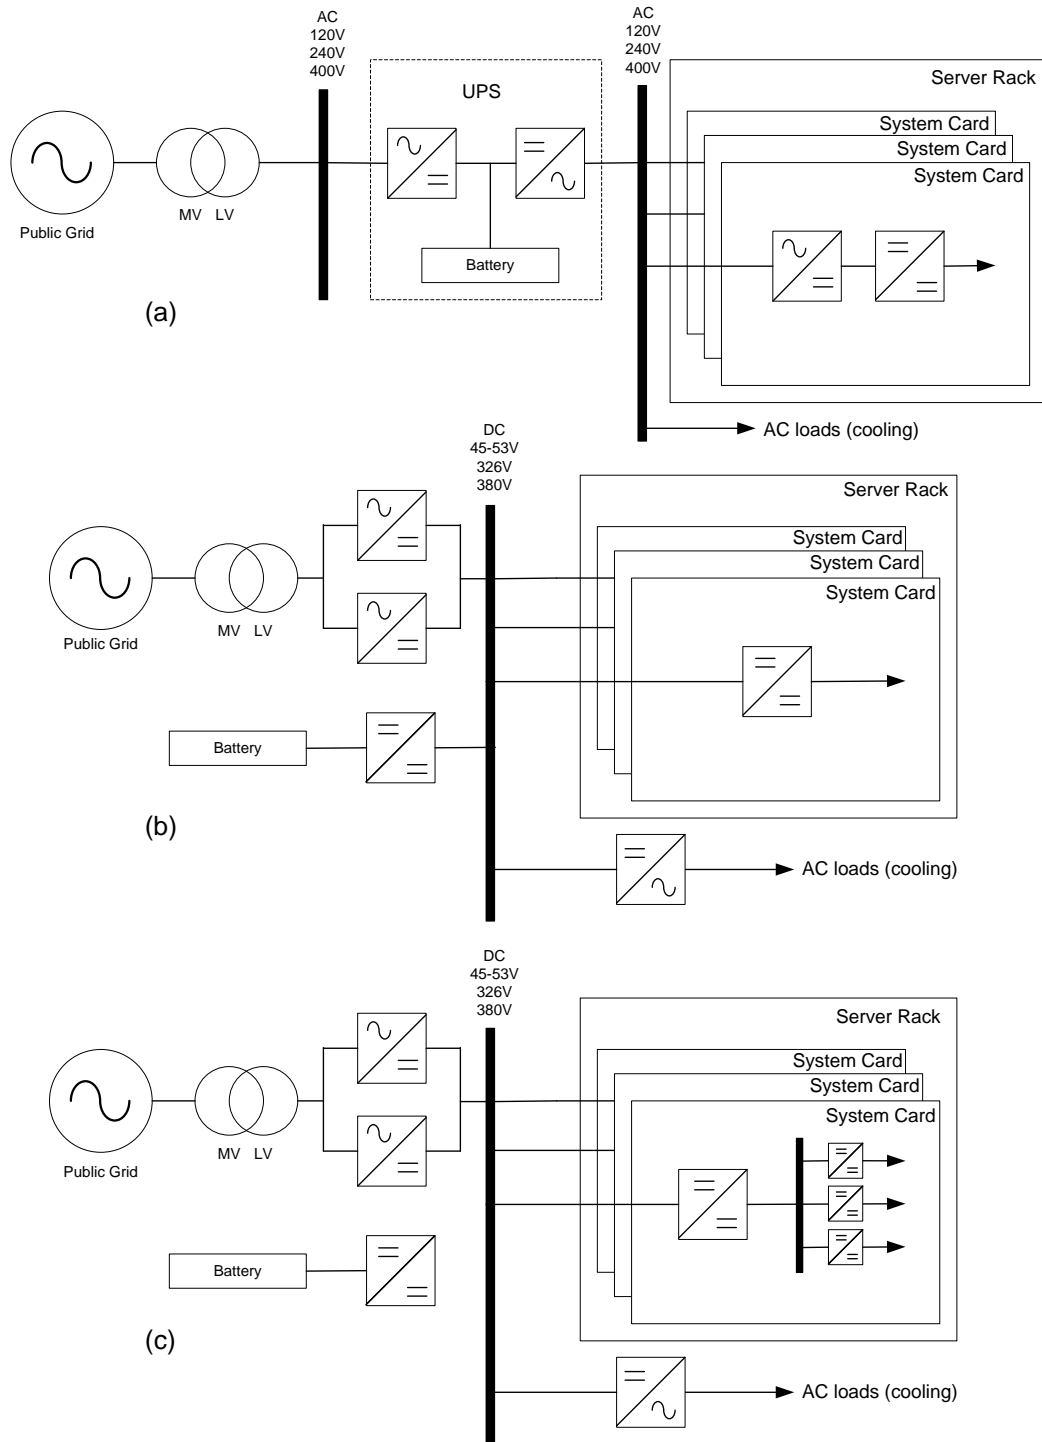 AC
120V
240V
400V
AC
120V
240V
400V
UPS
Server Rack
System Card
System Card
System Card
MV LV
Public Grid
Battery
(a)
AC loads (cooling)
DC
45-53V
326V
380V
Server Rack
System Card
System Card
System Card
MV LV
Public Grid
Battery
(b)
AC loads (cooling)
DC
45-53V
326V
380V
Server Rack
System Card
System Card
System Card
MV LV
Public Grid
Battery
(c)
AC loads (cooling)